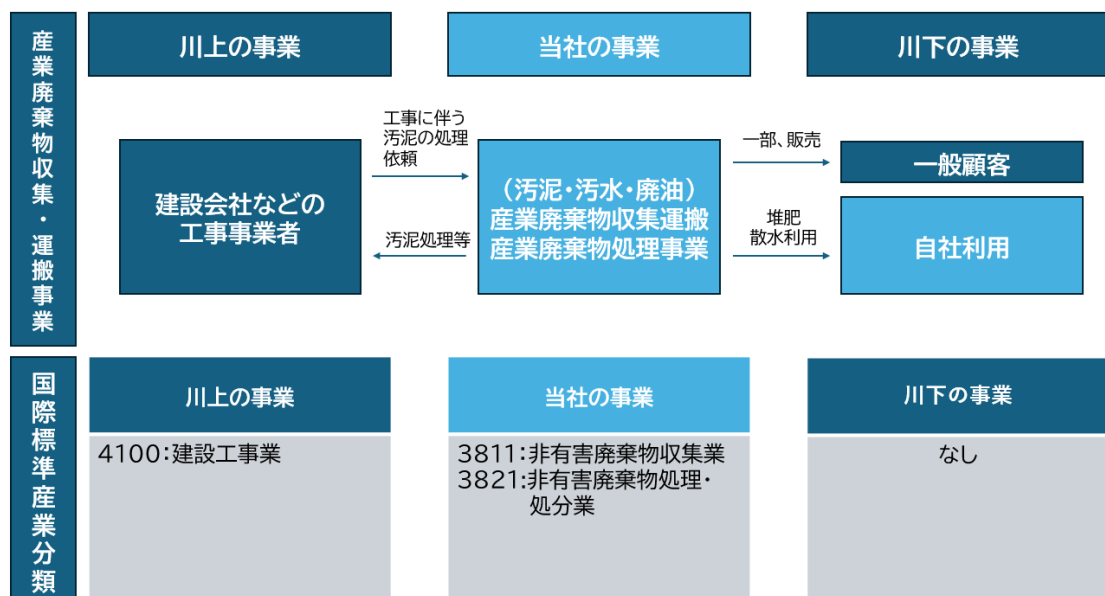 産業廃棄物収集・運搬事業
川上の事業
当社の事業
川下の事業
建設会社などの
工事事業者
工事に伴う
汚泥の処理
依頼
汚泥処理等
（汚泥・汚水・廃油）
産業廃棄物収集運搬
産業廃棄物処理事業
一部、販売
一般顧客
堆肥
散水利用
自社利用
国際標準産業分類
川上の事業
当社の事業
川下の事業
4100：建設工事業
3811：非有害廃棄物収集業
3821:非有害廃棄物処理・
処分業
なし